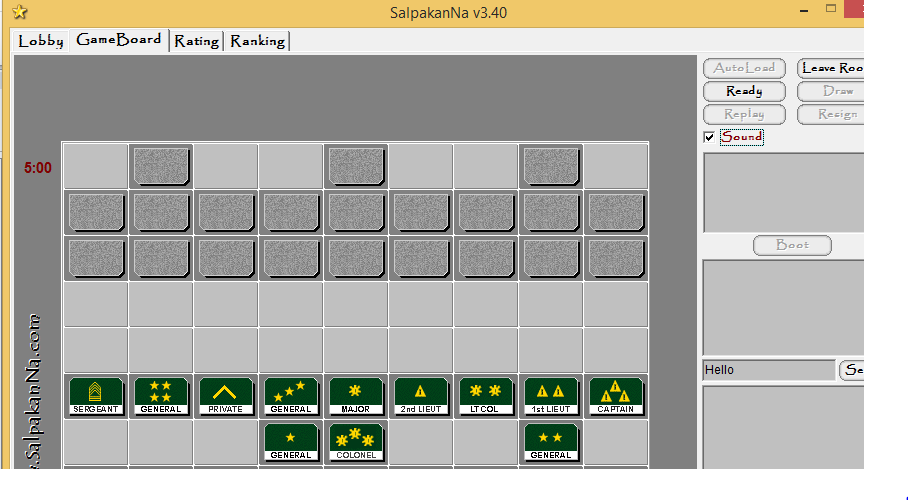 SalpakanNa v3.40
Lobby GameBoard Rating Ranking
AutoLoad Leave Roo
Ready Draw
Replay Resign
Sound
5:00
Boot
e.SalpakanNa.com
Hello Se
SERGEANT GENERAL PRIVATE GENERAL MAJOR 2nd LIEUT LT COL 1st LIEUT CAPTAIN
GENERAL COLONEL GENERAL